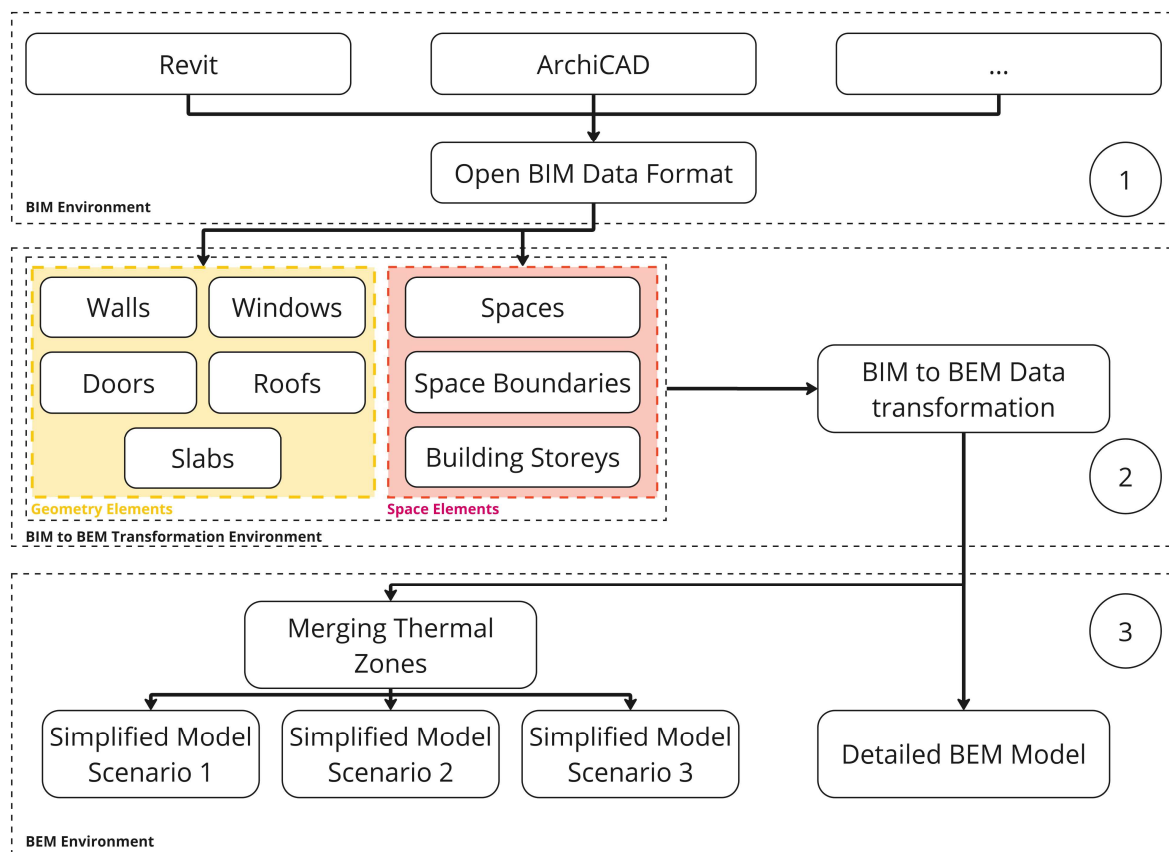 Revit
ArchiCAD
...
Open BIM Data Format
1
BIM Environment
Walls
Windows
Spaces
Doors
Roofs
Space Boundaries
BIM to BEM Data
transformation
Slabs
Building Storeys
2
Geometry Elements
Space Elements
BIM to BEM Transformation Environment
Merging Thermal
Zones
3
Simplified Model
Scenario 1
Simplified Model
Scenario 2
Simplified Model
Scenario 3
Detailed BEM Model
BEM Environment